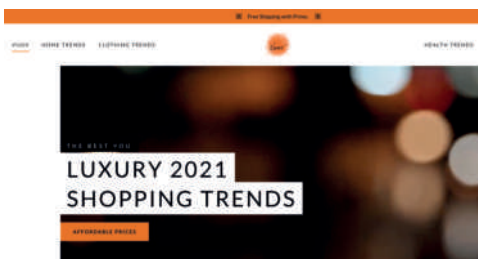 Free Shipping with Prime.
HOME TRENDS CLOTHING TRENDS HEALTH TRENDS
THE BEST YOU
LUXURY 2021
SHOPPING TRENDS
AFFORDABLE PRICES